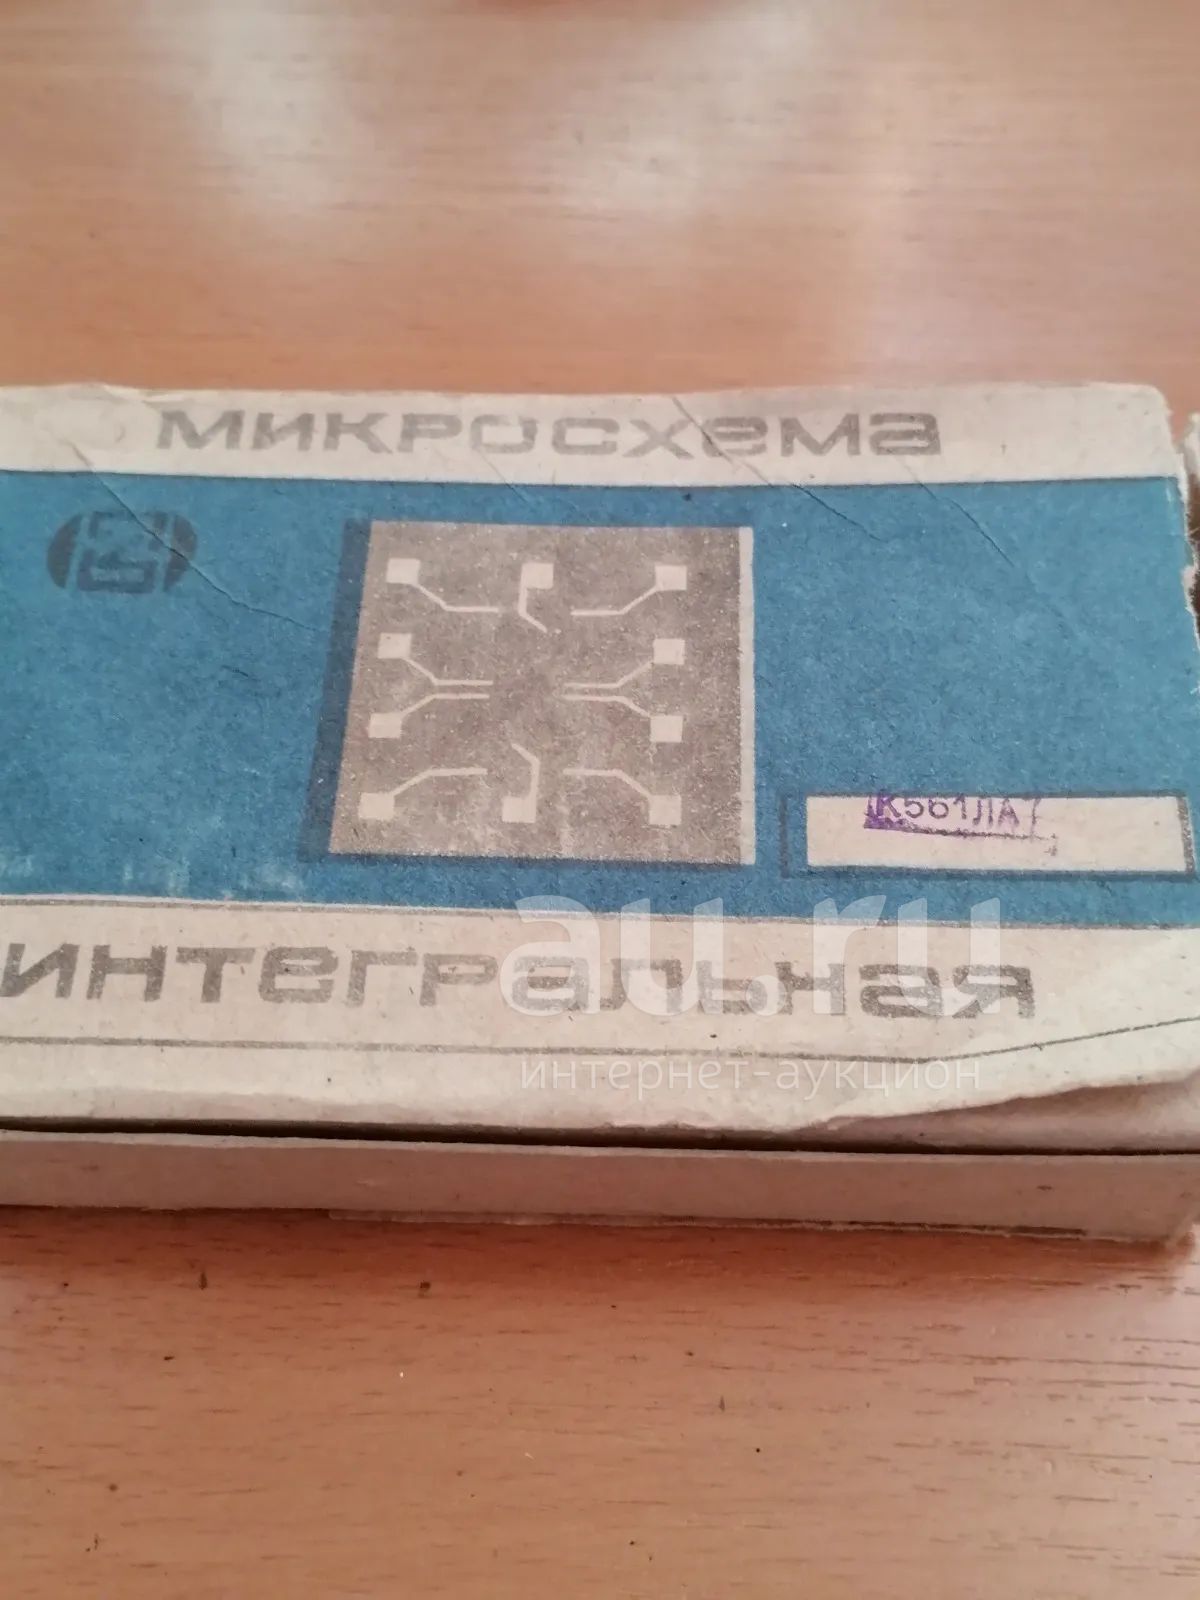 микросхема
К561ЛА7
интегральная
au.ru
интернет-аукцион